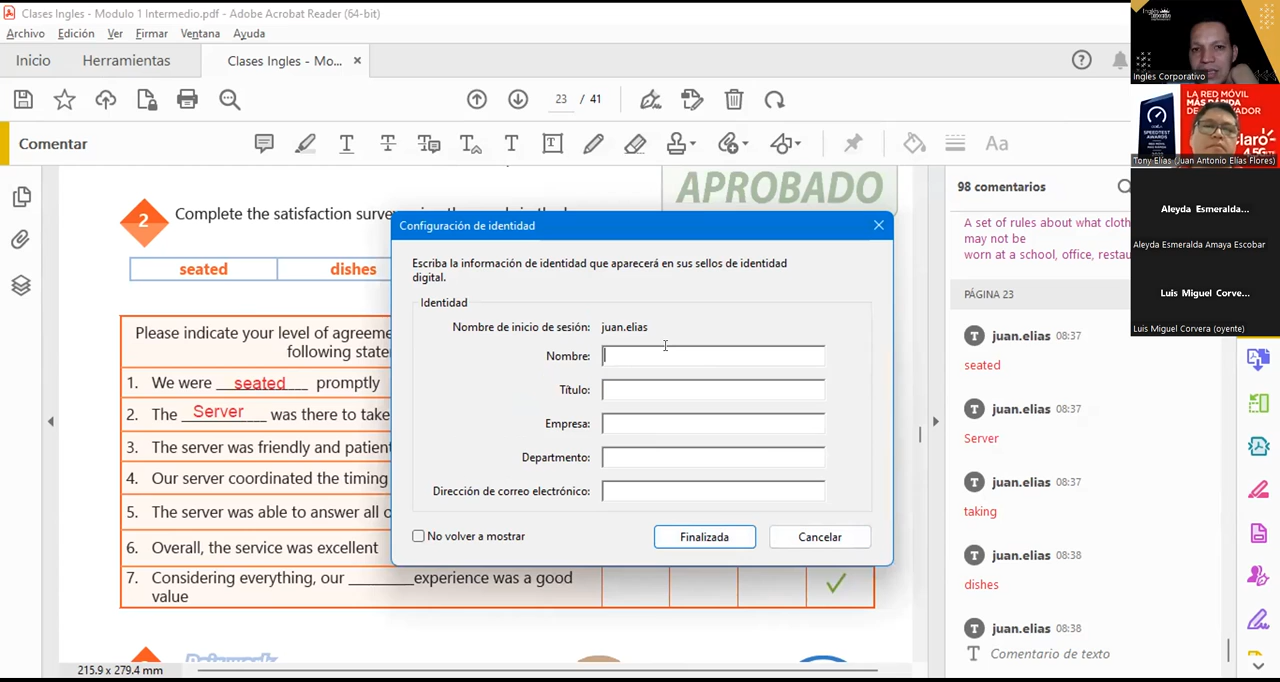 Clases Ingles - Modulo 1 Intermedio.pdf - Adobe Acrobat Reader (64-bit)
Archivo Edición Ver Firmar Ventana Ayuda
Inicio Herramientas Clases Ingles - Mo... ×
23 / 41
Comentar
APROBADO
2 Complete the satisfaction
seated dishes
Please indicate your level of
following
1. We were seated promptly
2. The Server was there to take
3. The server was friendly and
4. Our server coordinated the timing
5. The server was able to answer all
6. Overall, the service was excellent
7. Considering everything, our ________experience was a good
value
Pairwork
215.9 x 279.4 mm
Configuración de identidad
Escriba la información de identidad que aparecerá en sus sellos de identidad
digital.
Identidad
Nombre de inicio de sesión: juan.elias
Nombre:
Título:
Empresa:
Departmento:
Dirección de correo electrónico:
No volver a mostrar
Finalizada Cancelar
98 comentarios
A set of rules about what
may not be
worn at a school, office,
PÁGINA 23
T juan.elias 08:37
seated
T juan.elias 08:37
Server
T juan.elias 08:37
taking
T juan.elias 08:38
dishes
T juan.elias 08:38
T Comentario de texto
Inglés
Corporativo
Ingles Corporativo
LA RED MÓVIL
MÁS RÁPIDA
SPEEDTEST
AWARDS
Claro
4.5G
Tony Elías (Juan Antonio Elías Flores)
Aleyda Esmeralda...
Aleyda Esmeralda Amaya Escobar
Luis Miguel Corve...
Luis Miguel Corvera (oyente)